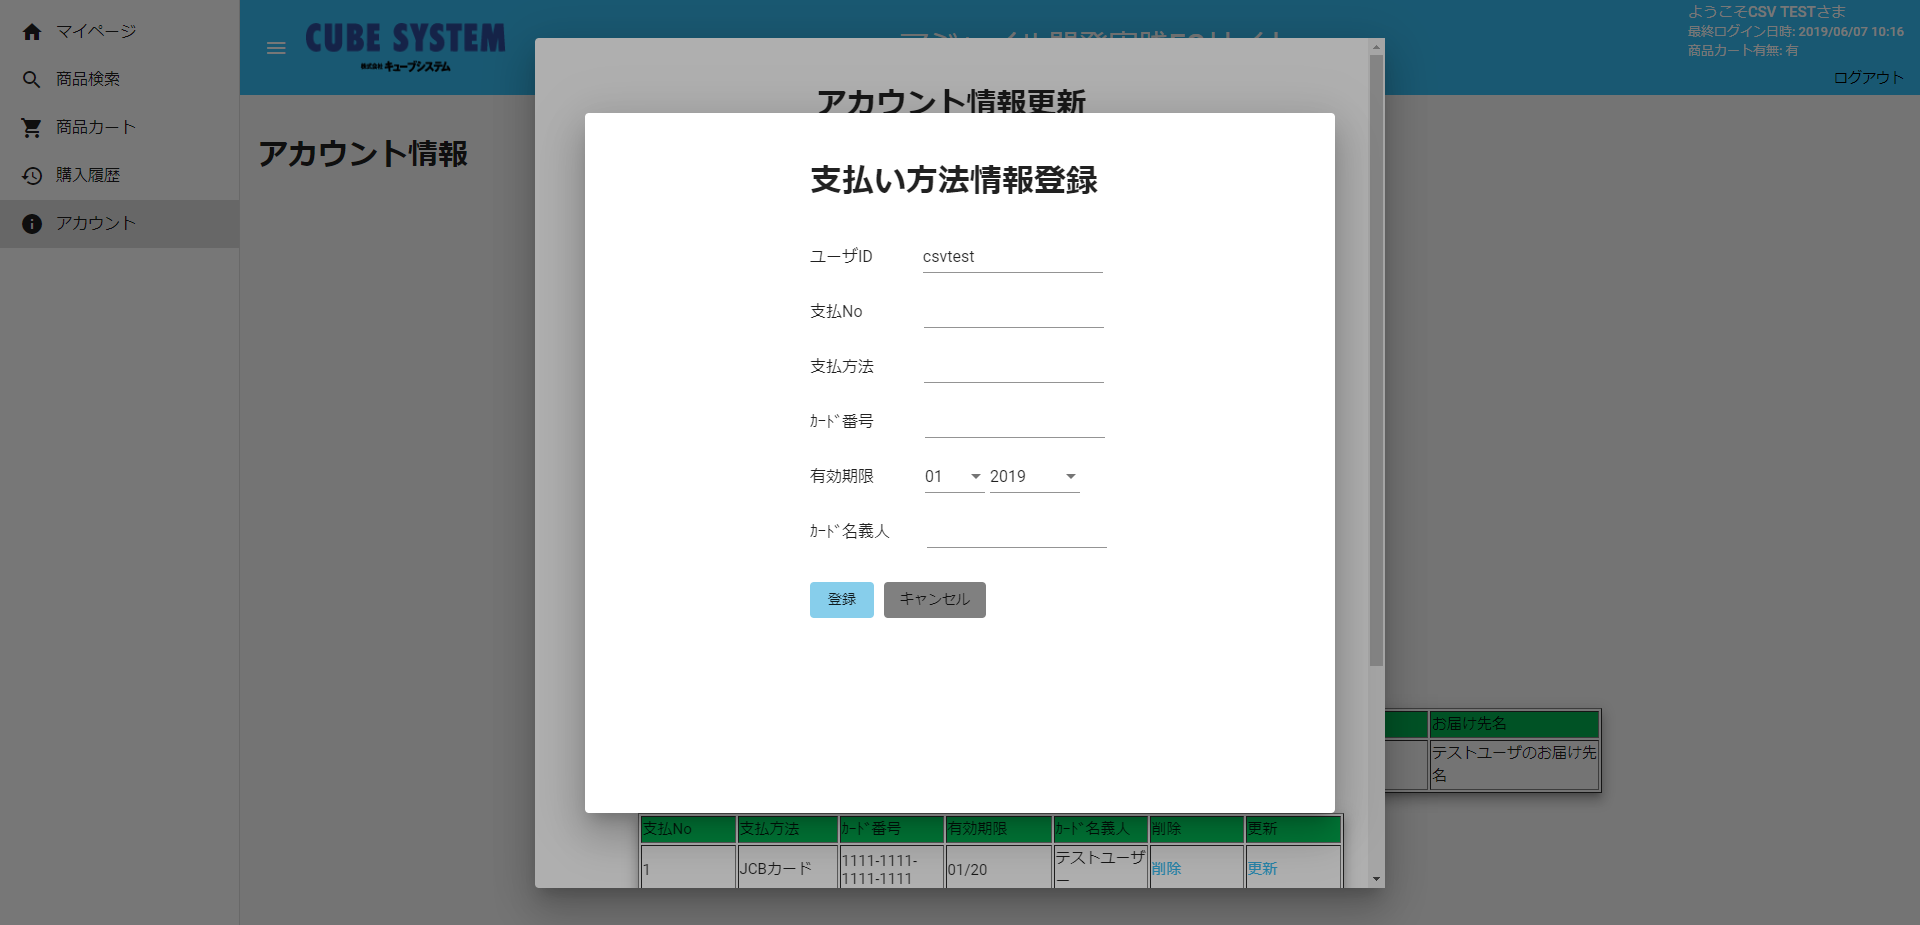 マイページ
商品検索
商品カート
購入履歴
アカウント
CUBE SYSTEM
株式会社 キューブシステム
ようこそCSV TESTさま
最終ログイン日時: 2019/06/07 10:16
商品カート有無: 有
ログアウト
アカウント情報
アカウント情報更新
支払い方法情報登録
ユーザID csvtest
支払No
支払方法
ｶｰﾄﾞ番号
有効期限 01 2019
ｶｰﾄﾞ名義人
登録 キャンセル
お届け先名
テストユーザのお届け先
名
支払No 支払方法 ｶｰﾄﾞ番号 有効期限 ｶｰﾄﾞ名義人 削除 更新
1 JCBカード 1111-1111-
1111-1111 01/20 テストユーザ
ー 削除 更新